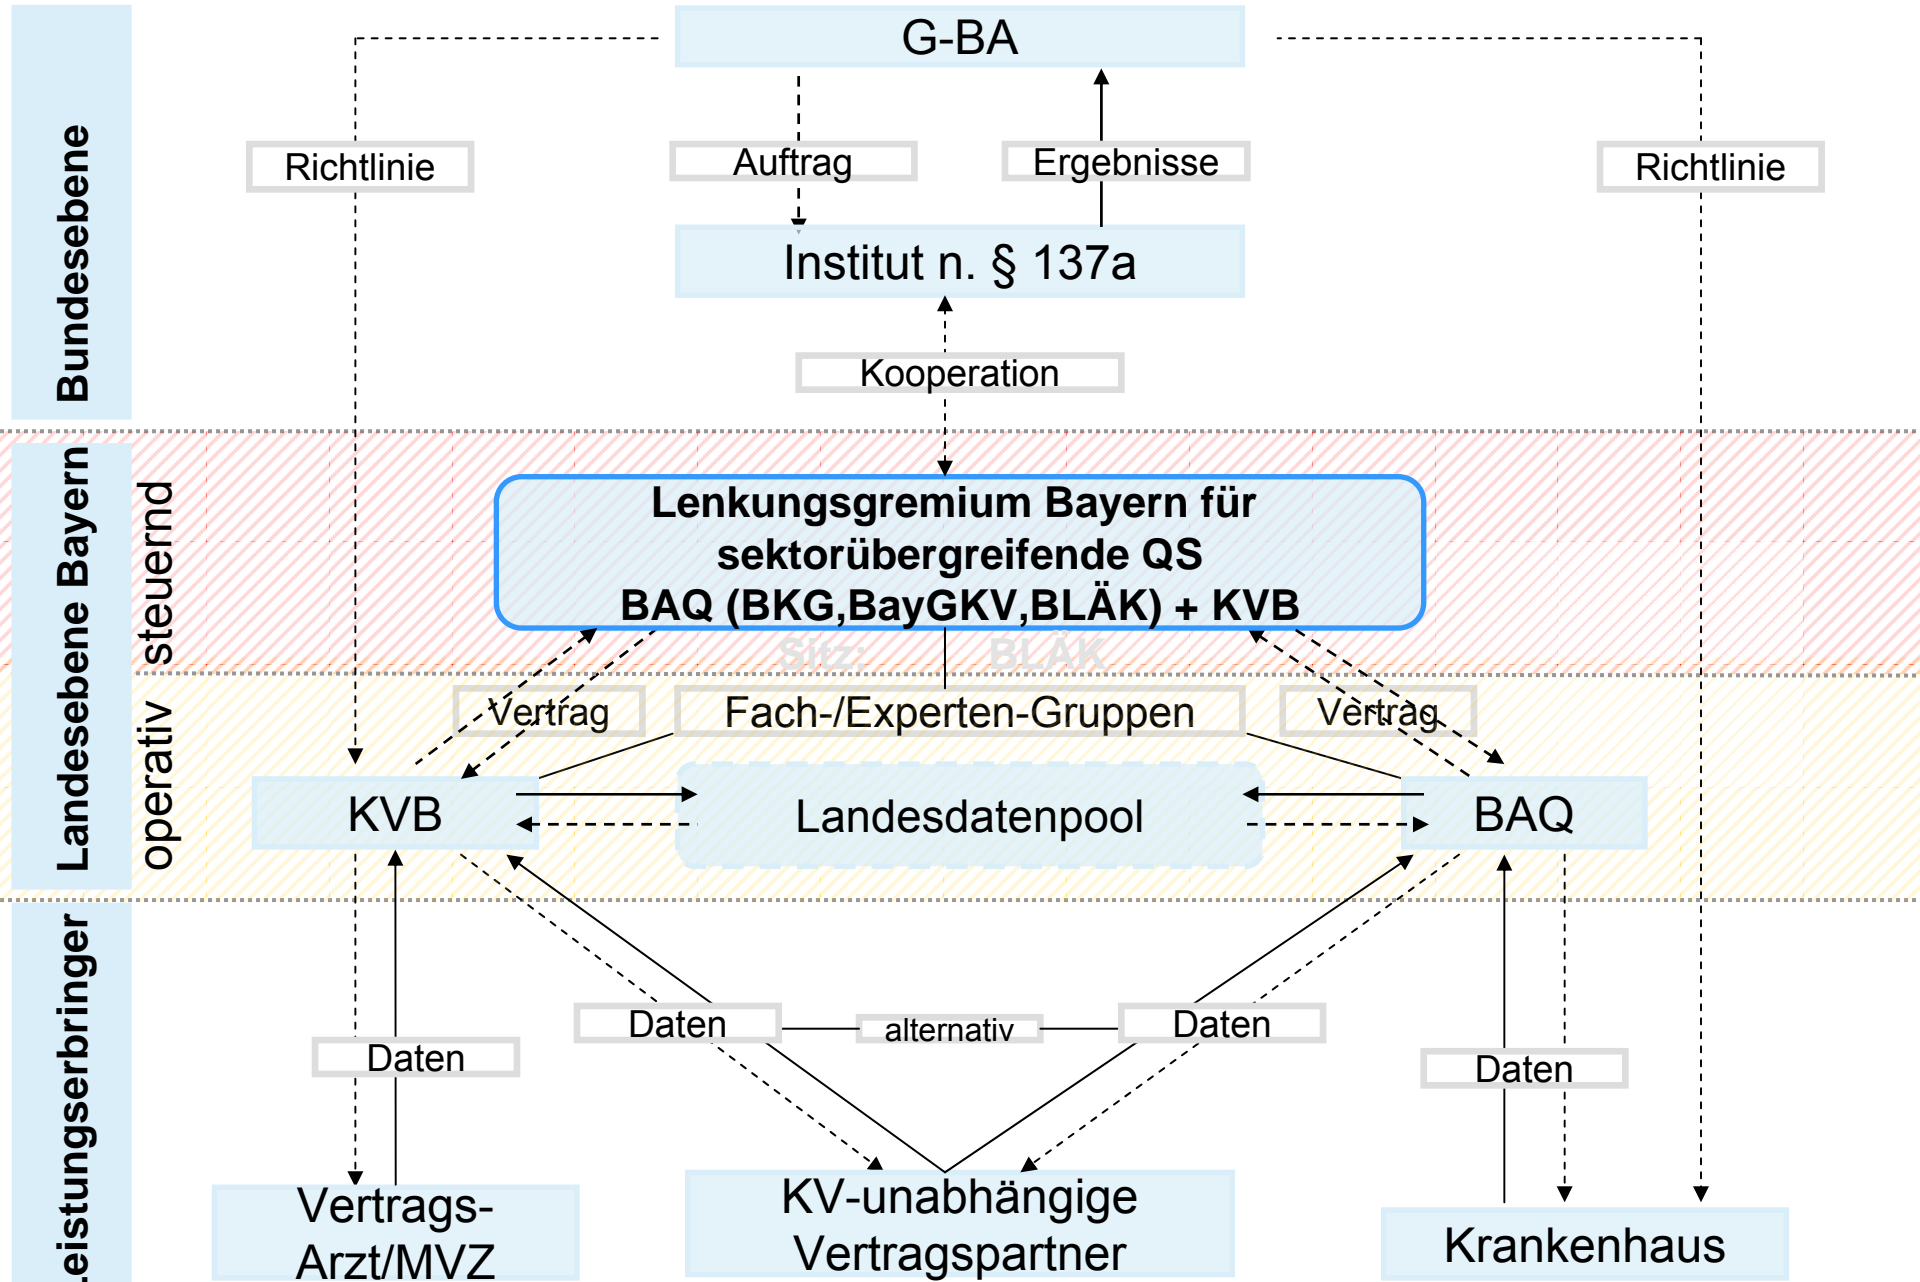 G-BA
Richtlinie
Auftrag
Ergebnisse
Richtlinie
Bundesebene
Institut n. § 137a
Kooperation
Landesebene Bayern
steuernd
Lenkungsgremium Bayern für
sektorübergreifende QS
BAQ (BKG,BayGKV,BLÄK) + KVB
Sitz: BLÄK
operativ
Vertrag
Fach-/Experten-Gruppen
Vertrag
KVB
Landesdatenpool
BAQ
Leistungserbringer
Daten
Daten
alternativ
Daten
Daten
Vertrags-
Arzt/MVZ
KV-unabhängige
Vertragspartner
Krankenhaus